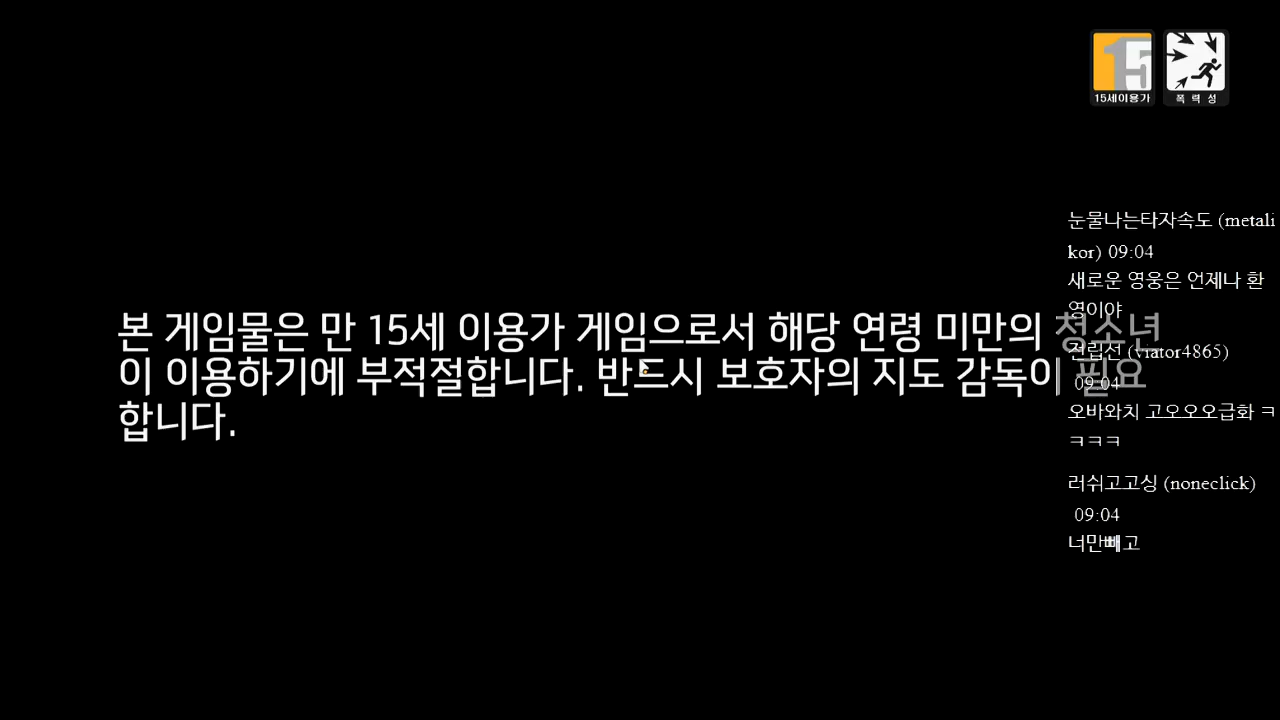 15
15세이용가
폭력성
본 게임물은 만 15세 이용가 게임으로서 해당 연령 미만의 청소년
이 이용하기에 부적절합니다. 반드시 보호자의 지도 감독이 필요
합니다.
눈물나는타자속도 (metali
kor) 09:04
새로운 영웅은 언제나 환
영이야
전립선 (viator4865)
09:04
오바와치 고오오오급화 ㅋ
ㅋㅋㅋ
러쉬고고싱 (noneclick)
09:04
너만빼고